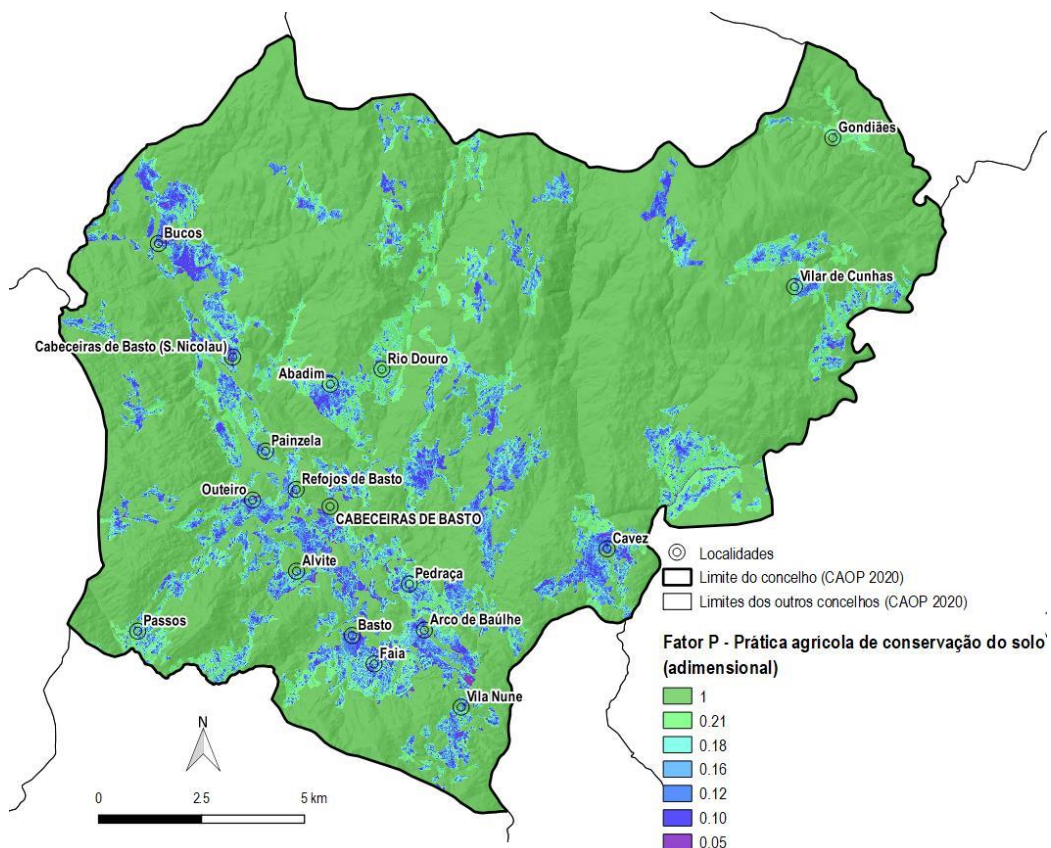 Gondiães
Bucos
Vilar de Cunhas
Cabeceiras de Basto (S. Nicolau)
Rio Douro
Abadim
Painzela
Refojos de Basto
Outeiro
CABECEIRAS DE BASTO
Cavez
Alvite
Pedraça
Passos
Basto
Arco de Baúlhe
Faia
Vila Nune
N
0 2.5 5 km
Localidades
Limite do concelho (CAOP 2020)
Limites dos outros concelhos (CAOP 2020)
Fator P - Prática agrícola de conservação do solo
(adimensional)
1
0.21
0.18
0.16
0.12
0.10
0.05